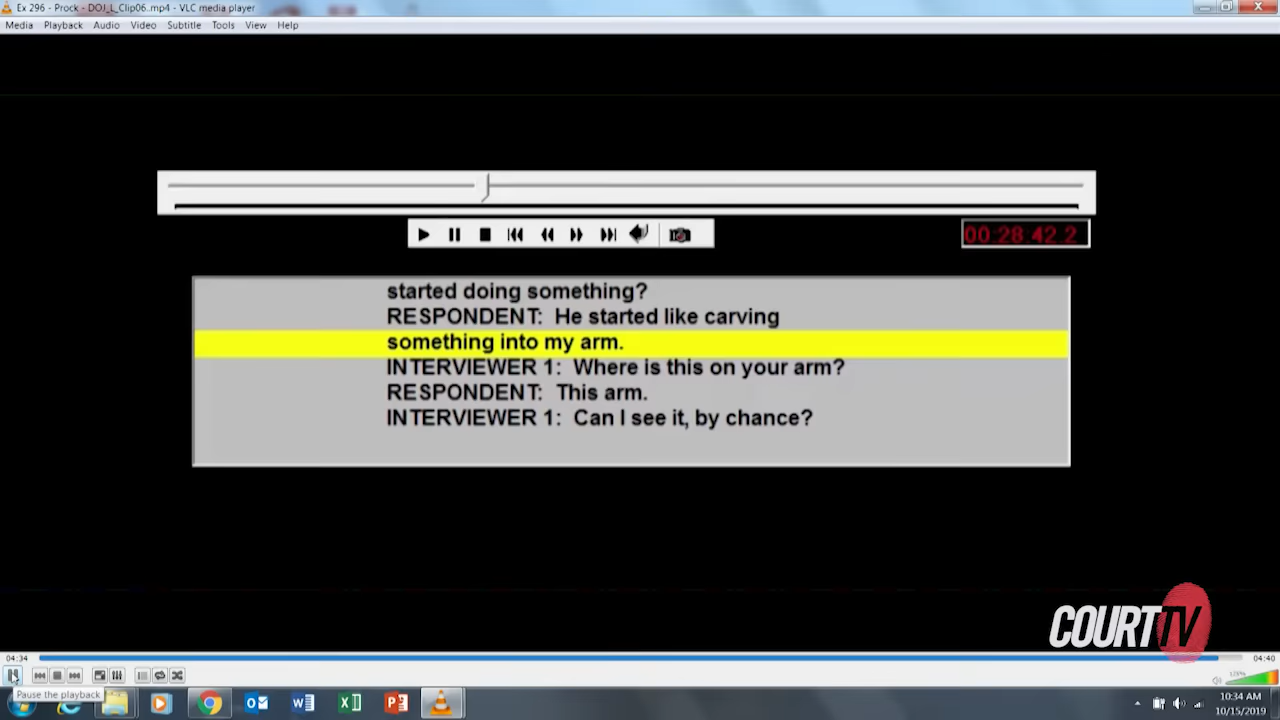 Ex 296 - Prock - DOJ_L_Clip06..mp4 - VLC media player
Media Playback Audio Video Subtitle Tools View Help
00:28:42.2
started doing something?
RESPONDENT: He started like carving
something into my arm.
INTERVIEWER 1: Where is this on your arm?
RESPONDENT: This arm.
INTERVIEWER 1: Can I see it, by chance?
COURT TV
04:34
04:40
Pause the playback
10:34 AM
10/15/2019